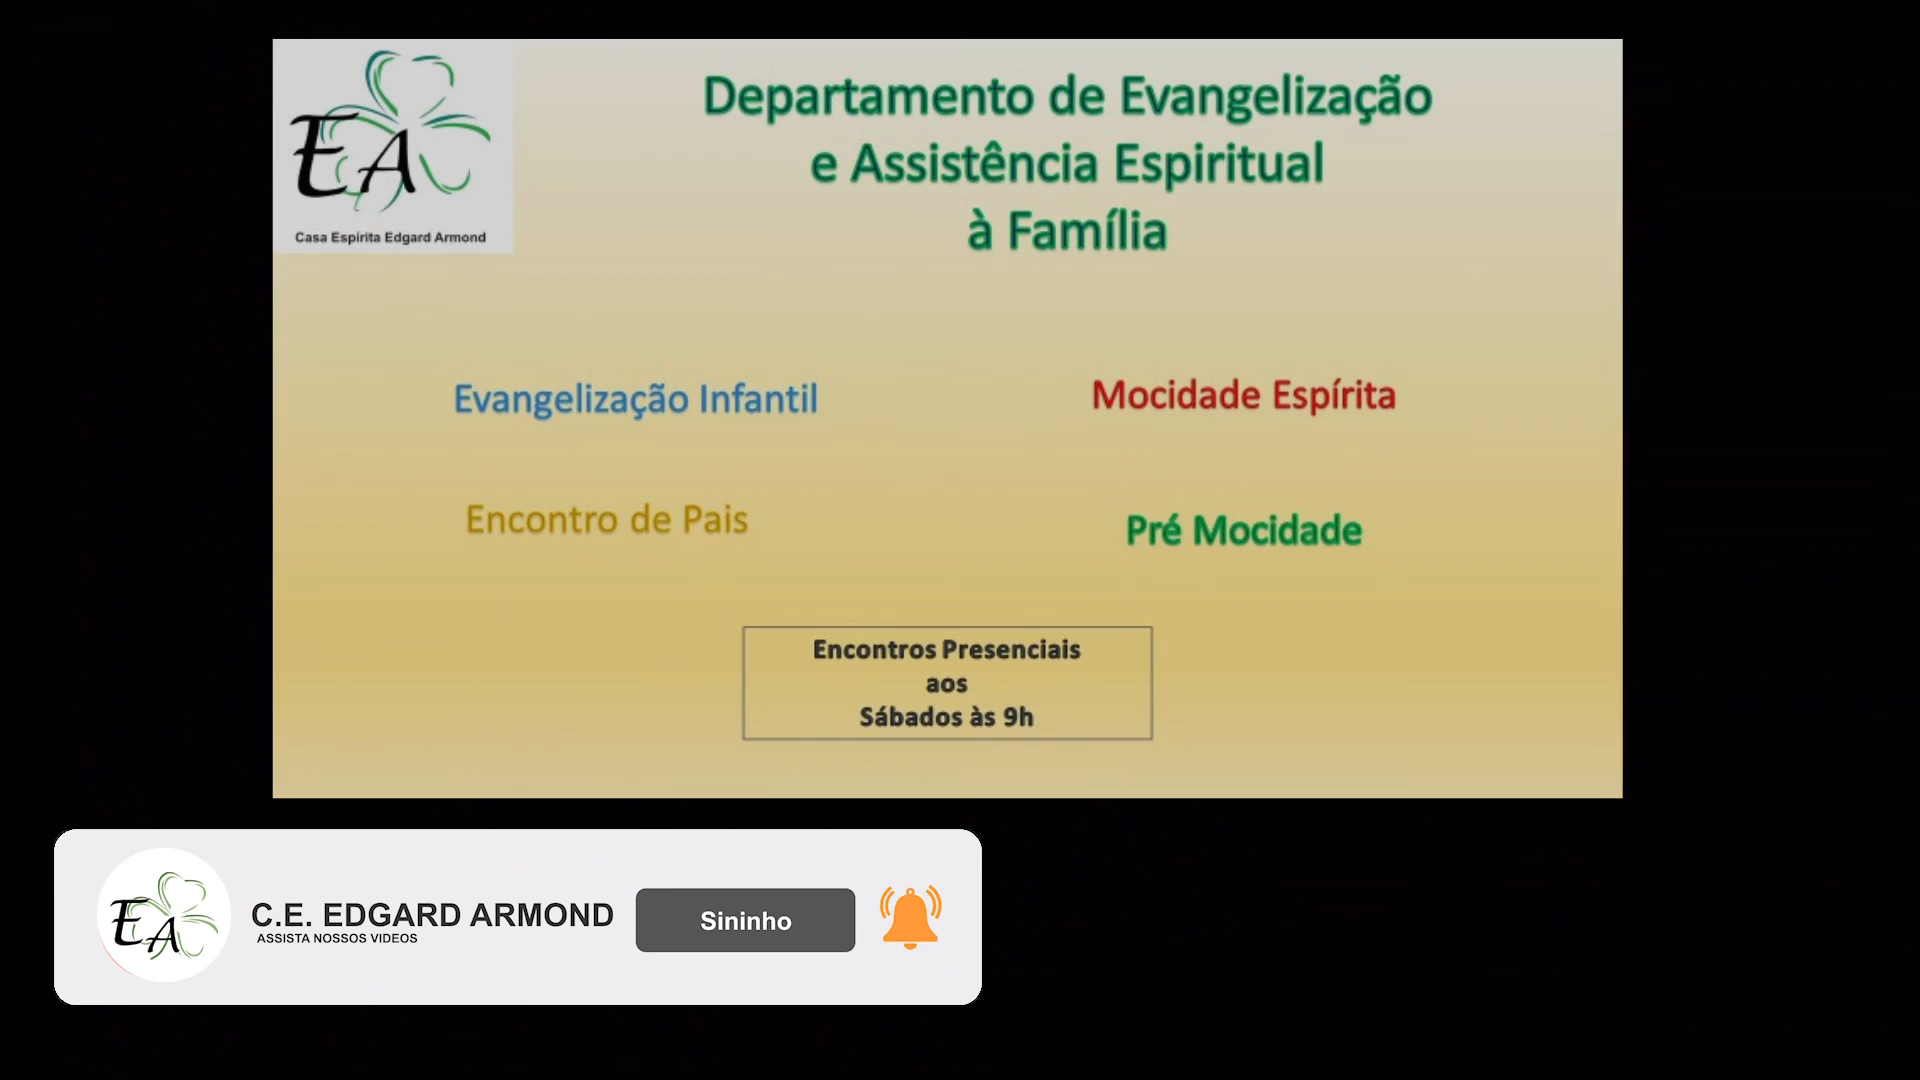 EA
Casa Espírita Edgard Armond
Departamento de Evangelização
e Assistência Espiritual
à Família
Evangelização Infantil
Mocidade Espírita
Encontro de Pais
Pré Mocidade
Encontros Presenciais
aos
Sábados às 9h
EA
C.E. EDGARD ARMOND
ASSISTA NOSSOS VIDEOS
Sininho